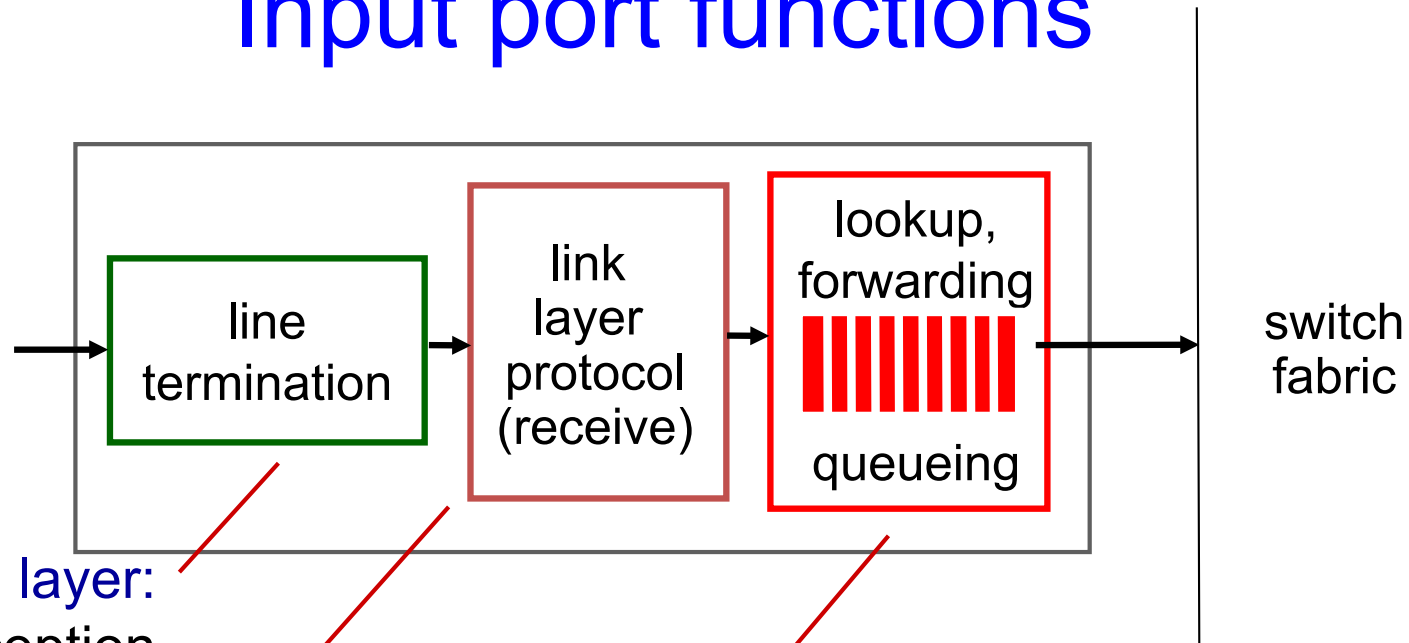 Input port functions
line
termination
link
layer
protocol
(receive)
lookup,
forwarding
queueing
switch
fabric
layer: